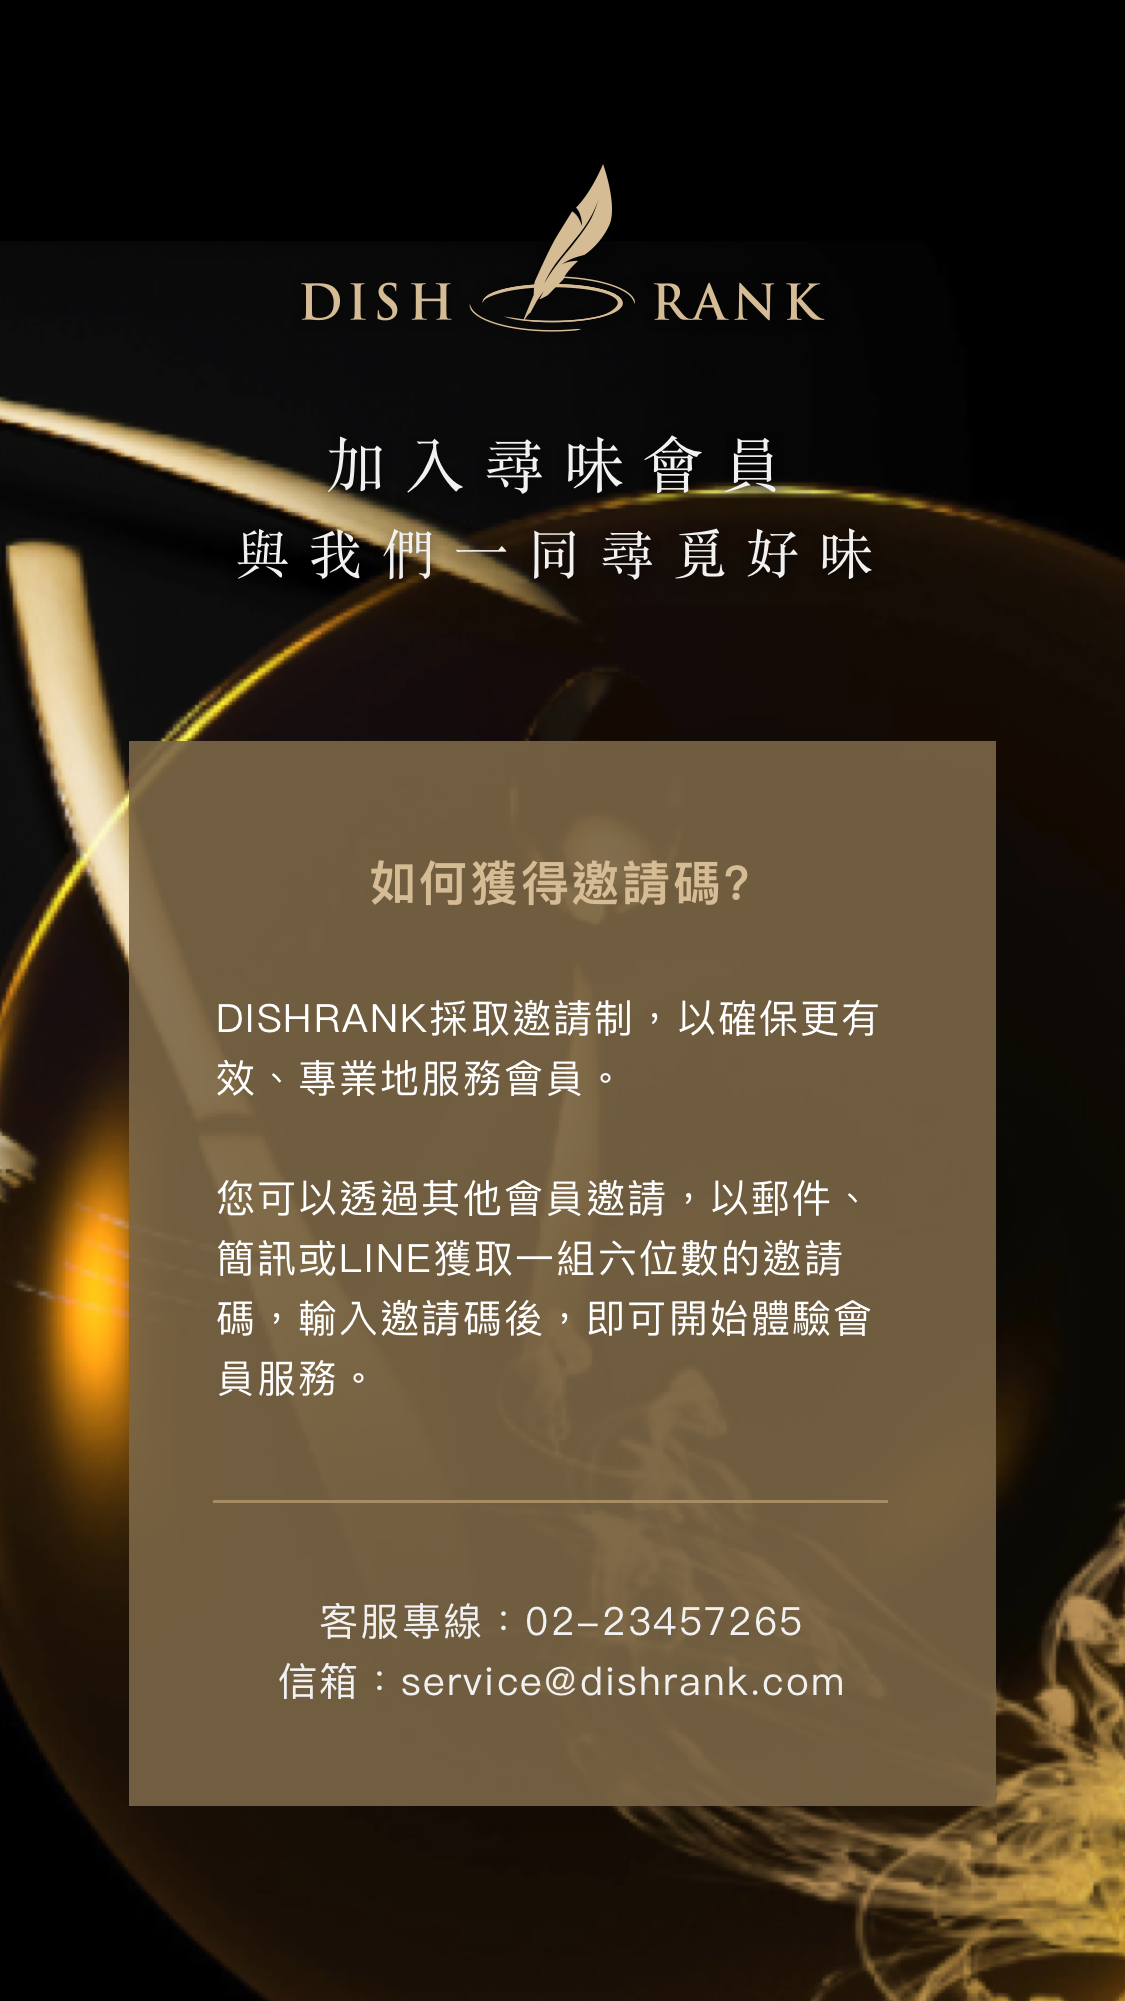 DISH RANK
加入尋味會員
與我們一同尋覓好味
如何獲得邀請碼?
DISHRANK採取邀請制，以確保更有
效、專業地服務會員。
您可以透過其他會員邀請，以郵件、
簡訊或LINE獲取一組六位數的邀請
碼，輸入邀請碼後，即可開始體驗會
員服務。
客服專線：02-23457265
信箱：service@dishrank.com